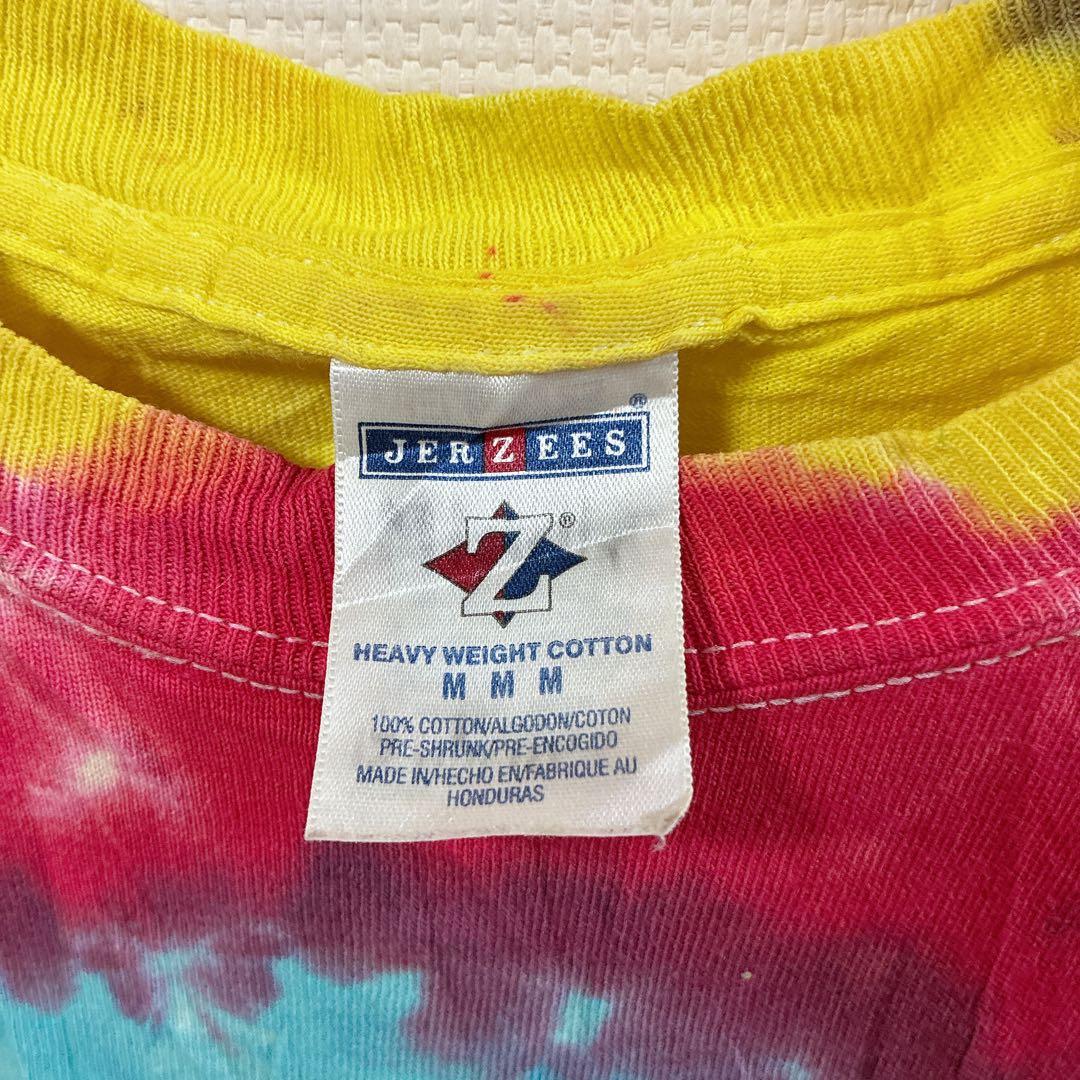 JERZEES ®
Z ®
HEAVY WEIGHT COTTON
M M M
100% COTTON/ALGODON/COTON
PRE-SHRUNK/PRE-ENCOGIDO
MADE IN/HECHO EN/FABRIQUE AU
HONDURAS